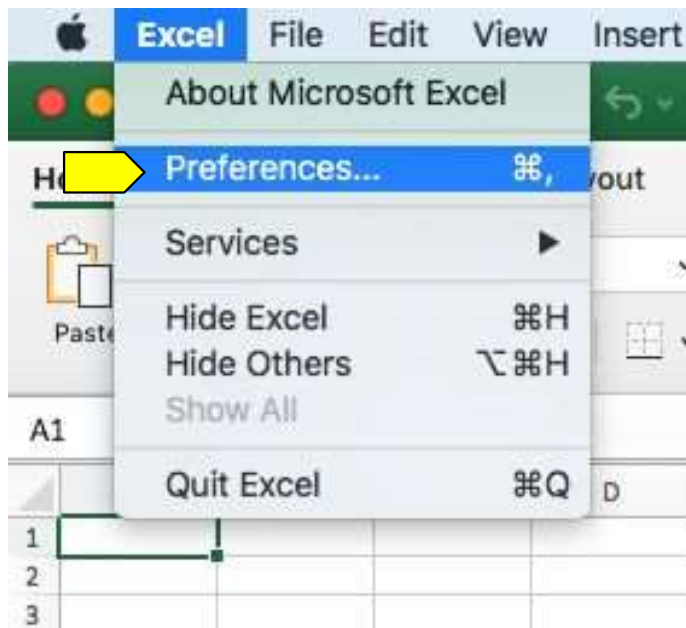 Excel File Edit View Insert
About Microsoft Excel
Preferences... ⌘,
Services ▶
Hide Excel ⌘H
Hide Others ⌥⌘H
Show All
Quit Excel ⌘Q
Paste
A1
D
1
2
3